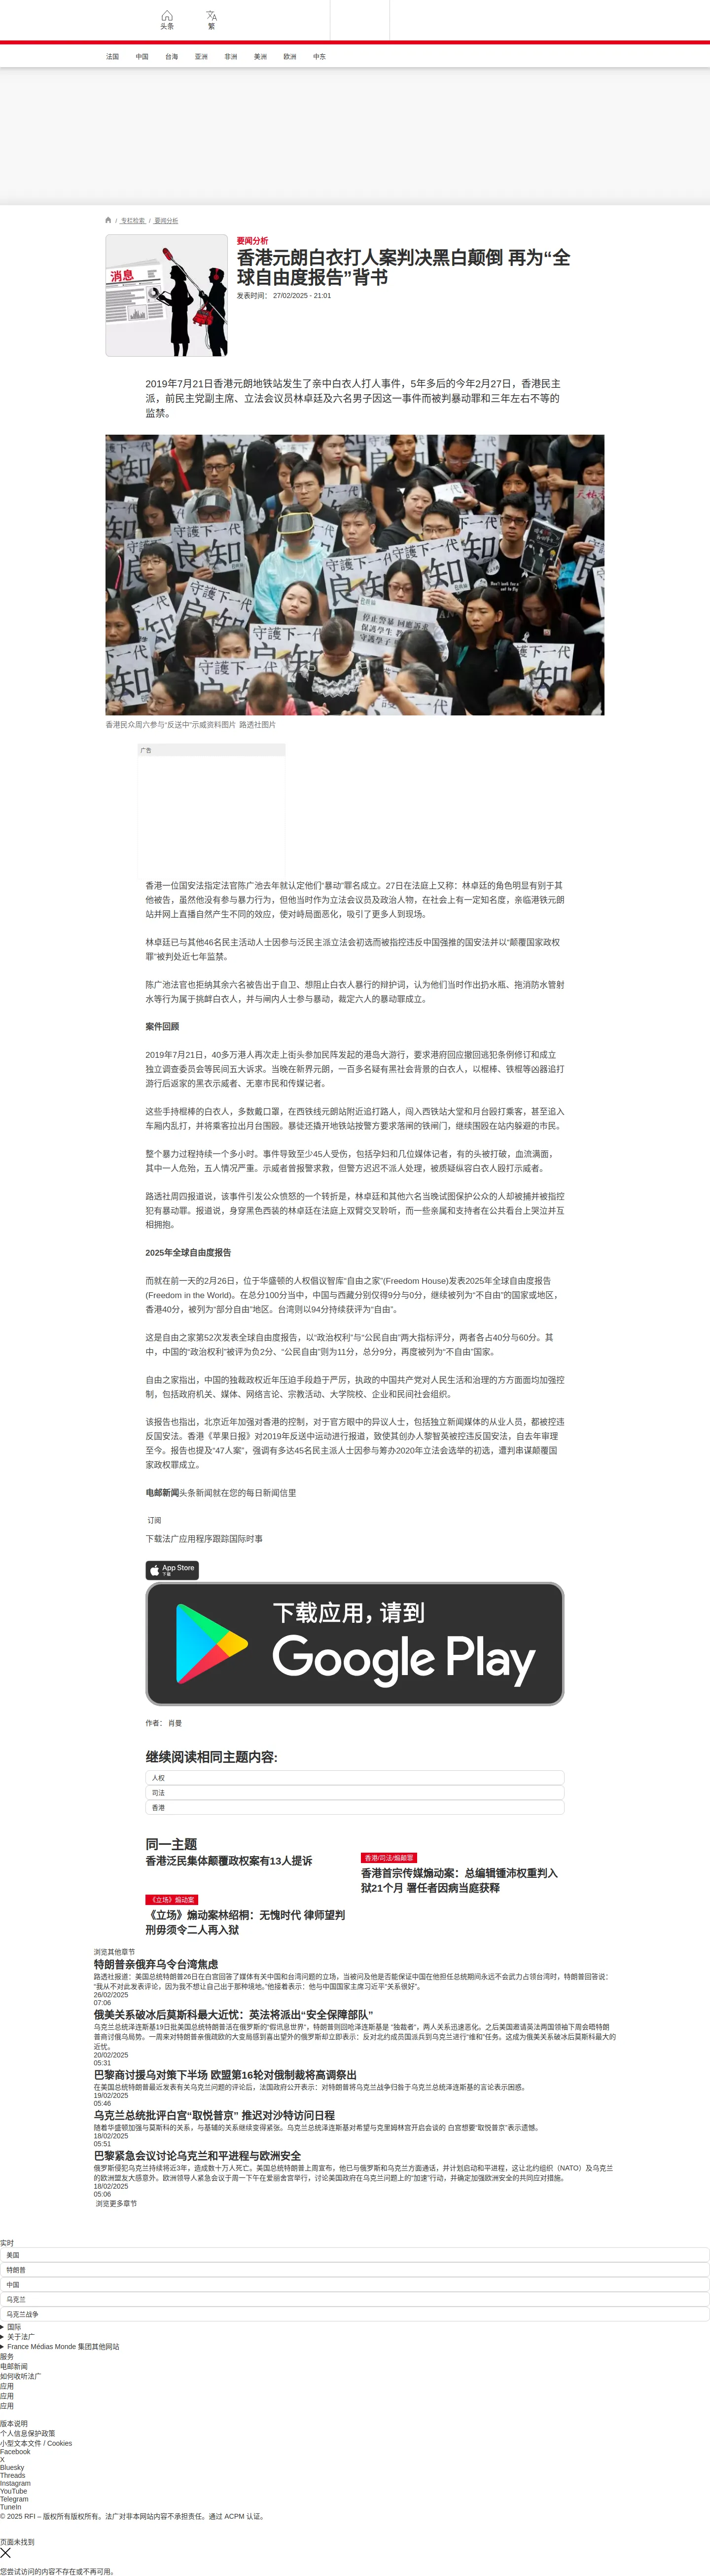 头条
繁
法国
中国
台海
亚洲
非洲
美洲
欧洲
中东
/ 专栏检索 / 要闻分析
消息
要闻分析
香港元朗白衣打人案判决黑白颠倒 再为“全
球自由度报告”背书
发表时间： 27/02/2025 - 21:01
2019年7月21日香港元朗地铁站发生了亲中白衣人打人事件，5年多后的今年2月27日，香港民主
派，前民主党副主席、立法会议员林卓廷及六名男子因这一事件而被判暴动罪和三年左右不等的
监禁。
守護下一代
良知
香港民众周六参与“反送中”示威资料图片 路透社图片
广告
香港一位国安法指定法官陈广池去年就认定他们“暴动”罪名成立。27日在法庭上又称：林卓廷的角色明显有别于其
他被告，虽然他没有参与暴力行为，但他当时作为立法会议员及政治人物，在社会上有一定知名度，亲临港铁元朗
站并网上直播自然产生不同的效应，使对峙局面恶化，吸引了更多人到现场。
林卓廷已与其他46名民主活动人士因参与泛民主派立法会初选而被指控违反中国强推的国安法并以“颠覆国家政权
罪”被判处近七年监禁。
陈广池法官也拒纳其余六名被告出于自卫、想阻止白衣人暴行的辩护词，认为他们当时作出扔水瓶、拖消防水管射
水等行为属于挑衅白衣人，并与闸内人士参与暴动，裁定六人的暴动罪成立。
案件回顾
2019年7月21日，40多万港人再次走上街头参加民阵发起的港岛大游行，要求港府回应撤回逃犯条例修订和成立
独立调查委员会等民间五大诉求。当晚在新界元朗，一百多名疑有黑社会背景的白衣人，以棍棒、铁棍等凶器追打
游行后返家的黑衣示威者、无辜市民和传媒记者。
这些手持棍棒的白衣人，多数戴口罩，在西铁线元朗站附近追打路人，闯入西铁站大堂和月台殴打乘客，甚至追入
车厢内乱打，并将乘客拉出月台围殴。暴徒还撬开地铁站按警方要求落闸的铁闸门，继续围殴在站内躲避的市民。
整个暴力过程持续一个多小时。事件导致至少45人受伤，包括孕妇和几位媒体记者，有的头被打破，血流满面，
其中一人危殆，五人情况严重。示威者曾报警求救，但警方迟迟不派人处理，被质疑纵容白衣人殴打示威者。
路透社周四报道说，该事件引发公众愤怒的一个转折是，林卓廷和其他六名当晚试图保护公众的人却被捕并被指控
犯有暴动罪。报道说，身穿黑色西装的林卓廷在法庭上双臂交叉聆听，而一些亲属和支持者在公共看台上哭泣并互
相拥抱。
2025年全球自由度报告
而就在前一天的2月26日，位于华盛顿的人权倡议智库“自由之家”(Freedom House)发表2025年全球自由度报告
(Freedom in the World)。在总分100分当中，中国与西藏分别仅得9分与0分，继续被列为“不自由”的国家或地区，
香港40分，被列为“部分自由”地区。台湾则以94分持续获评为“自由”。
这是自由之家第52次发表全球自由度报告，以“政治权利”与“公民自由”两大指标评分，两者各占40分与60分。其
中，中国的“政治权利”被评为负2分、“公民自由”则为11分，总分9分，再度被列为“不自由”国家。
自由之家指出，中国的独裁政权近年压迫手段趋于严厉，执政的中国共产党对人民生活和治理的方方面面均加强控
制，包括政府机关、媒体、网络言论、宗教活动、大学院校、企业和民间社会组织。
该报告也指出，北京近年加强对香港的控制，对于官方眼中的异议人士，包括独立新闻媒体的从业人员，都被控违
反国安法。香港《苹果日报》对2019年反送中运动进行报道，致使其创办人黎智英被控违反国安法，自去年审理
至今。报告也提及“47人案”，强调有多达45名民主派人士因参与筹办2020年立法会选举的初选，遭判串谋颠覆国
家政权罪成立。
电邮新闻头条新闻就在您的每日新闻信里
订阅
下载法广应用程序跟踪国际时事
App Store
下载
下载应用，请到
Google Play
作者： 肖曼
继续阅读相同主题内容:
人权
司法
香港
同一主题
香港泛民集体颠覆政权案有13人提诉
香港/司法/煽颠罪
香港首宗传媒煽动案：总编辑锺沛权重判入
狱21个月 署任者因病当庭获释
《立场》煽动案
《立场》煽动案林绍桐：无愧时代 律师望判
刑毋须令二人再入狱
浏览其他章节
特朗普亲俄弃乌令台湾焦虑
路透社报道：美国总统特朗普26日在白宫回答了媒体有关中国和台湾问题的立场，当被问及他是否能保证中国在他担任总统期间永远不会武力占领台湾时，特朗普回答说：
“我从不对此发表评论，因为我不想让自己出于那种境地。”他接着表示：他与中国国家主席习近平“关系很好”。
26/02/2025
07:06
俄美关系破冰后莫斯科最大近忧：英法将派出“安全保障部队”
乌克兰总统泽连斯基19日批美国总统特朗普活在俄罗斯的“假讯息世界”，特朗普则回呛泽连斯基是 “独裁者”，两人关系迅速恶化。之后美国邀请英法两国领袖下周会晤特朗
普商讨俄乌局势。一周来对特朗普亲俄疏欧的大变局感到喜出望外的俄罗斯却立即表示：反对北约成员国派兵到乌克兰进行“维和”任务。这成为俄美关系破冰后莫斯科最大的
近忧。
20/02/2025
05:31
巴黎商讨援乌对策下半场 欧盟第16轮对俄制裁将高调祭出
在美国总统特朗普最近发表有关乌克兰问题的评论后，法国政府公开表示：对特朗普将乌克兰战争归咎于乌克兰总统泽连斯基的言论表示困惑。
19/02/2025
05:46
乌克兰总统批评白宫“取悦普京” 推迟对沙特访问日程
随着华盛顿加强与莫斯科的关系，与基辅的关系继续变得紧张。乌克兰总统泽连斯基对希望与克里姆林宫开启会谈的 白宫想要“取悦普京”表示遗憾。
18/02/2025
05:51
巴黎紧急会议讨论乌克兰和平进程与欧洲安全
俄罗斯侵犯乌克兰持续将近3年，造成数十万人死亡。美国总统特朗普上周宣布，他已与俄罗斯和乌克兰方面通话，并计划启动和平进程，这让北约组织（NATO）及乌克兰
的欧洲盟友大感意外。欧洲领导人紧急会议于周一下午在爱丽舍宫举行，讨论美国政府在乌克兰问题上的“加速”行动，并确定加强欧洲安全的共同应对措施。
18/02/2025
05:06
浏览更多章节
实时
美国
特朗普
中国
乌克兰
乌克兰战争
国际
关于法广
France Médias Monde 集团其他网站
服务
电邮新闻
如何收听法广
应用
应用
应用
版本说明
个人信息保护政策
小型文本文件 / Cookies
Facebook
X
Bluesky
Threads
Instagram
YouTube
Telegram
TuneIn
© 2025 RFI – 版权所有版权所有。法广对非本网站内容不承担责任。通过 ACPM 认证。
页面未找到
您尝试访问的内容不存在或不再可用。